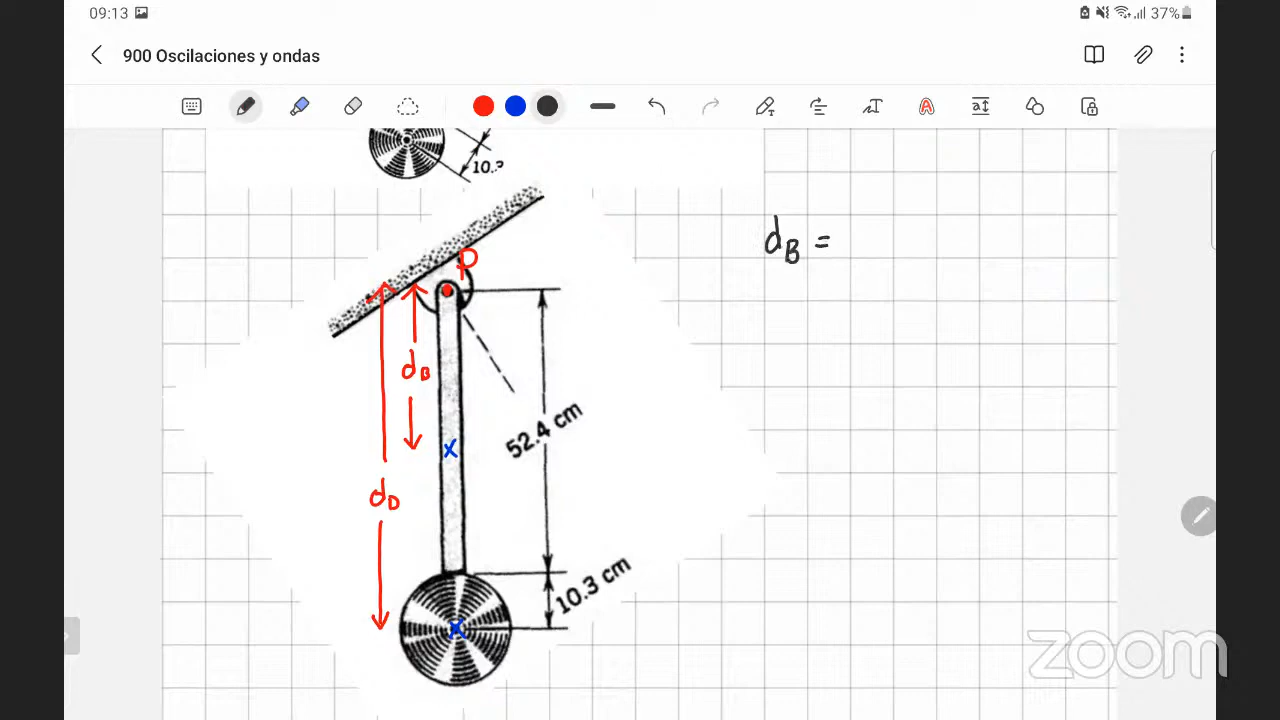 09:13
37%
900 Oscilaciones y ondas
10.3
P
d_B =
d_B
52.4 cm
d_D
10.3 cm
zoom